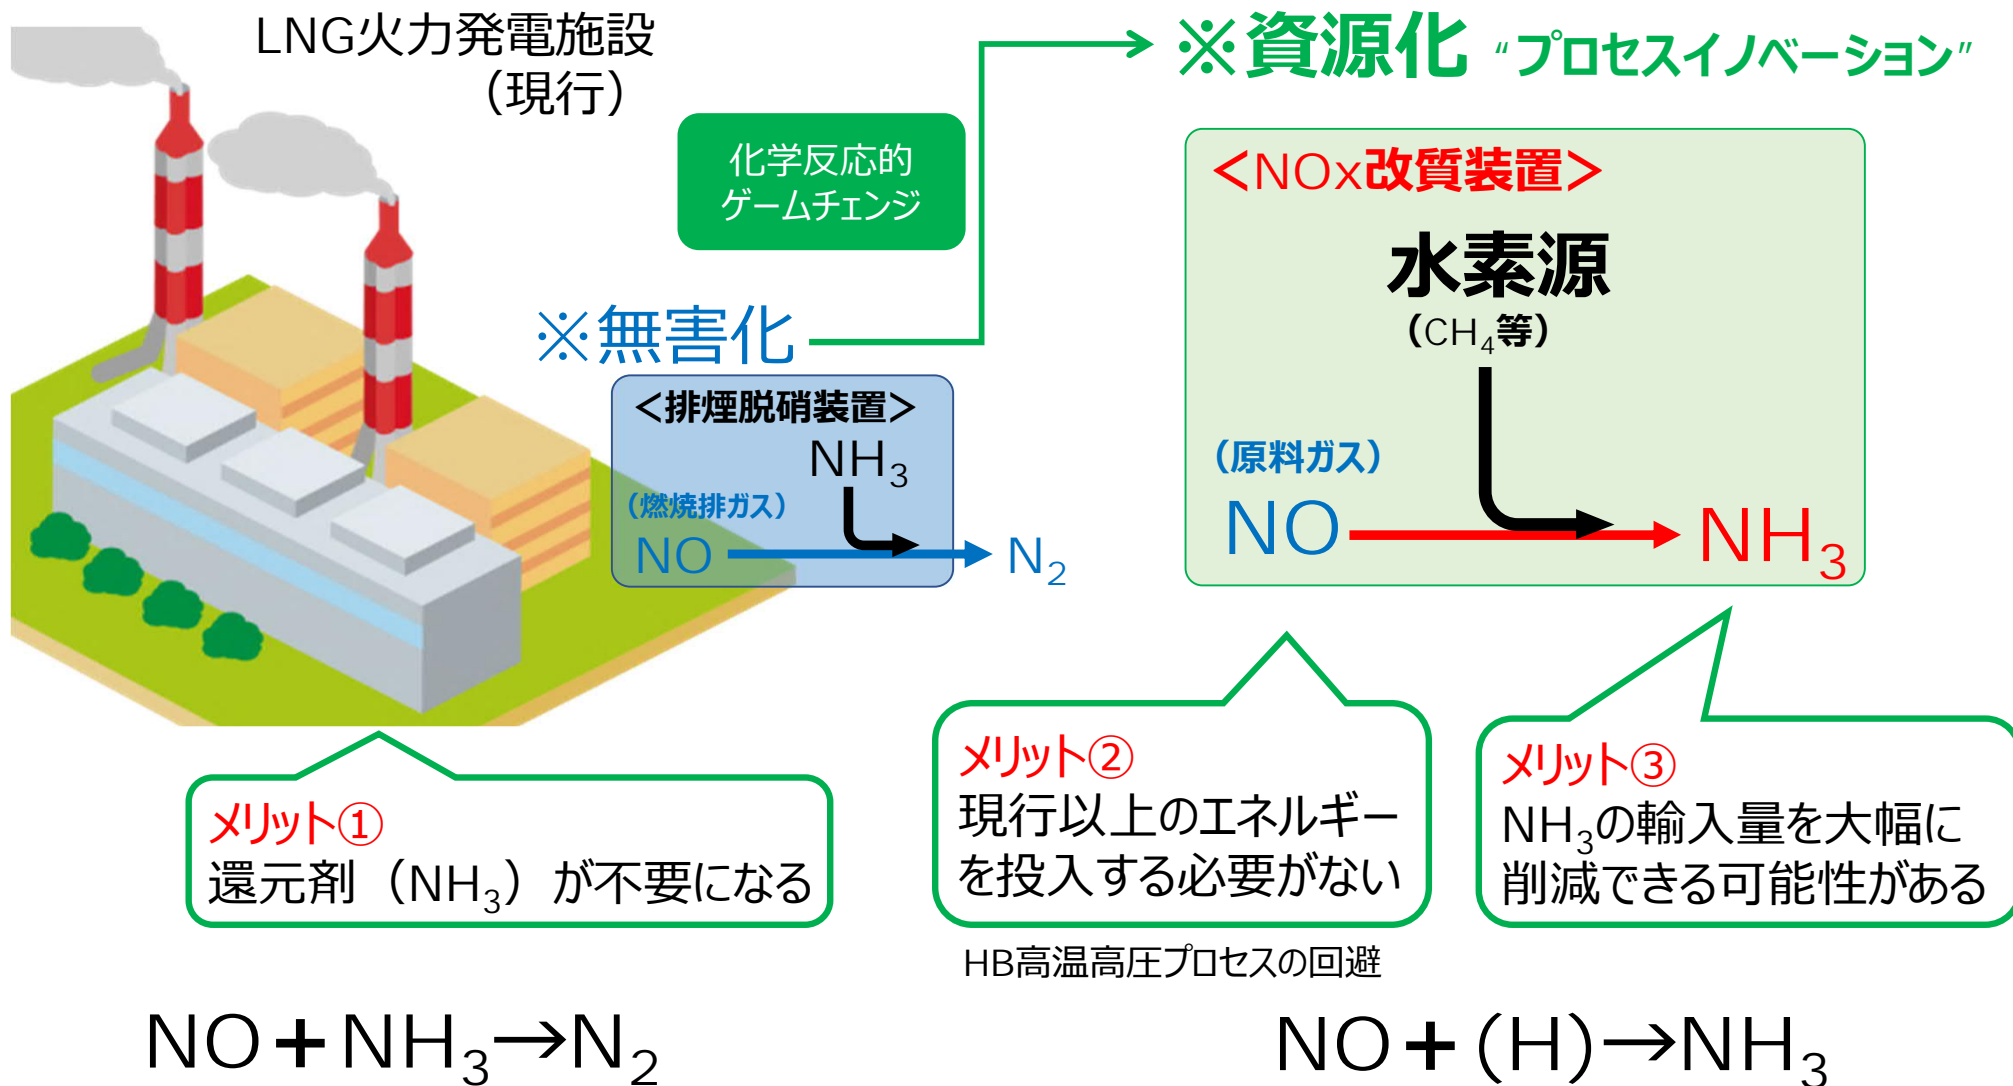 LNG火力発電施設
（現行）
※資源化 “プロセスイノベーション”
化学反応的
ゲームチェンジ
※無害化
＜排煙脱硝装置＞
NH₃
（燃焼排ガス）
NO
N₂
＜NOx改質装置＞
水素源
（CH₄等）
（原料ガス）
NO
NH₃
メリット①
還元剤（NH₃）が不要になる
メリット②
現行以上のエネルギー
を投入する必要がない
メリット③
NH₃の輸入量を大幅に
削減できる可能性がある
HB高温高圧プロセスの回避
NO＋NH₃→N₂
NO＋(H)→NH₃